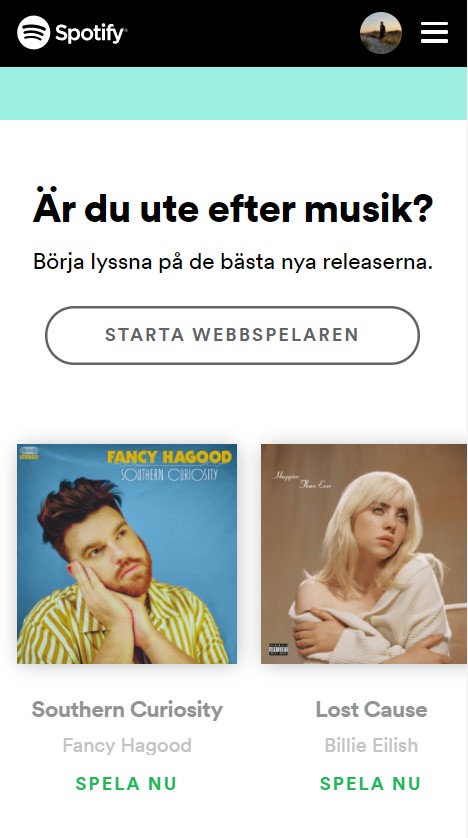 Spotify®
Är du ute efter musik?
Börja lyssna på de bästa nya releaserna.
STARTA WEBBSPELAREN
STEREO
FANCY HAGOOD
SOUTHERN CURIOSITY
Happier
Than Ever
Southern Curiosity
Fancy Hagood
SPELA NU
Lost Cause
Billie Eilish
SPELA NU